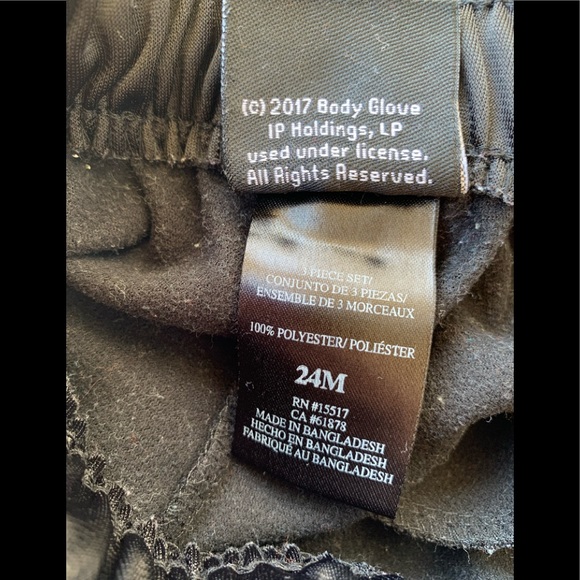 (c) 2017 Body Glove
IP Holdings, LP
used under license.
All Rights Reserved.
3 PIECE SET/
CONJUNTO DE 3 PIEZAS/
ENSEMBLE DE 3 MORCEAUX
100% POLYESTER/ POLIÉSTER
24M
RN #15517
CA #61878
MADE IN BANGLADESH
HECHO EN BANGLADESH
FABRIQUÉ AU BANGLADESH